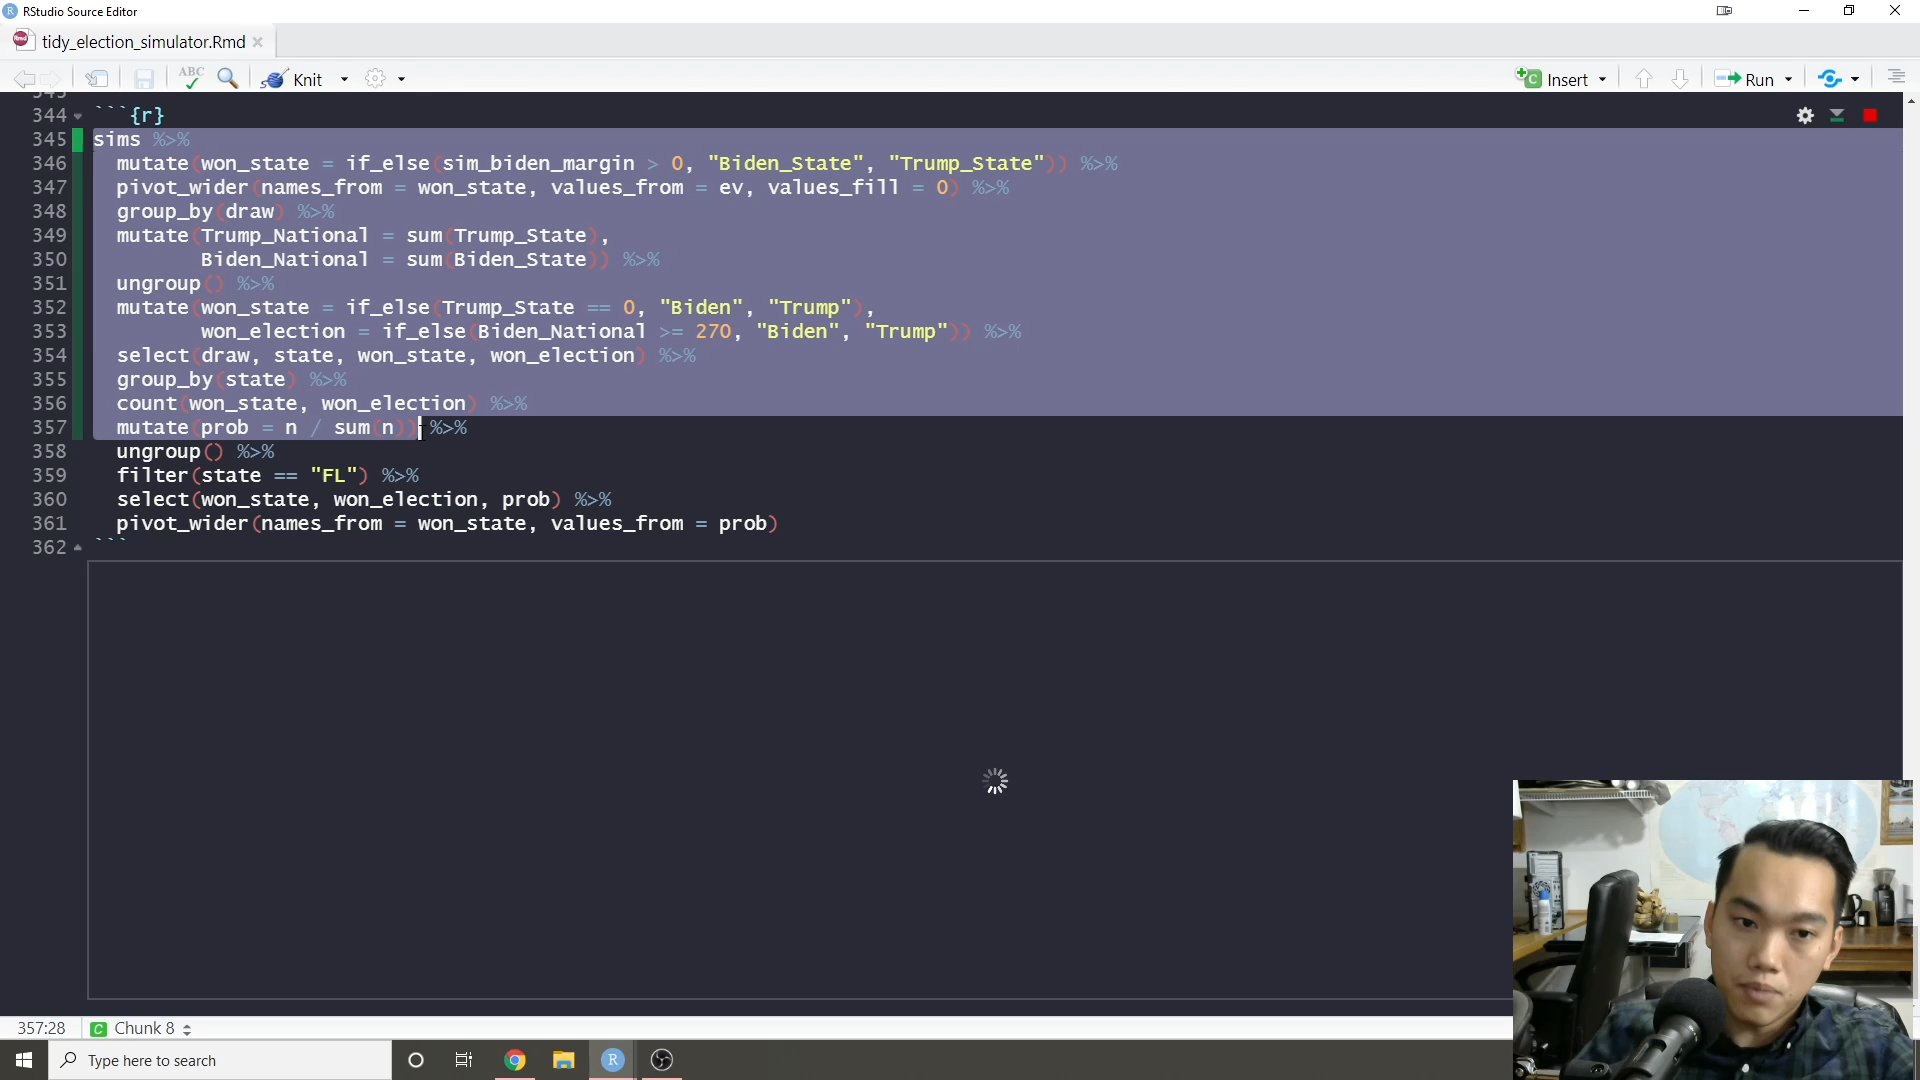 RStudio Source Editor
tidy_election_simulator.Rmd
ABC
Knit
Insert
Run
344 ```{r}
345 sims %>%
346 mutate(won_state = if_else(sim_biden_margin > 0, "Biden_State", "Trump_State")) %>%
347 pivot_wider(names_from = won_state, values_from = ev, values_fill = 0) %>%
348 group_by(draw) %>%
349 mutate(Trump_National = sum(Trump_State),
350 Biden_National = sum(Biden_State)) %>%
351 ungroup() %>%
352 mutate(won_state = if_else(Trump_State == 0, "Biden", "Trump"),
353 won_election = if_else(Biden_National >= 270, "Biden", "Trump")) %>%
354 select(draw, state, won_state, won_election) %>%
355 group_by(state) %>%
356 count(won_state, won_election) %>%
357 mutate(prob = n / sum(n)) %>%
358 ungroup() %>%
359 filter(state == "FL") %>%
360 select(won_state, won_election, prob) %>%
361 pivot_wider(names_from = won_state, values_from = prob)
362 ```
357:28 C Chunk 8
Type here to search